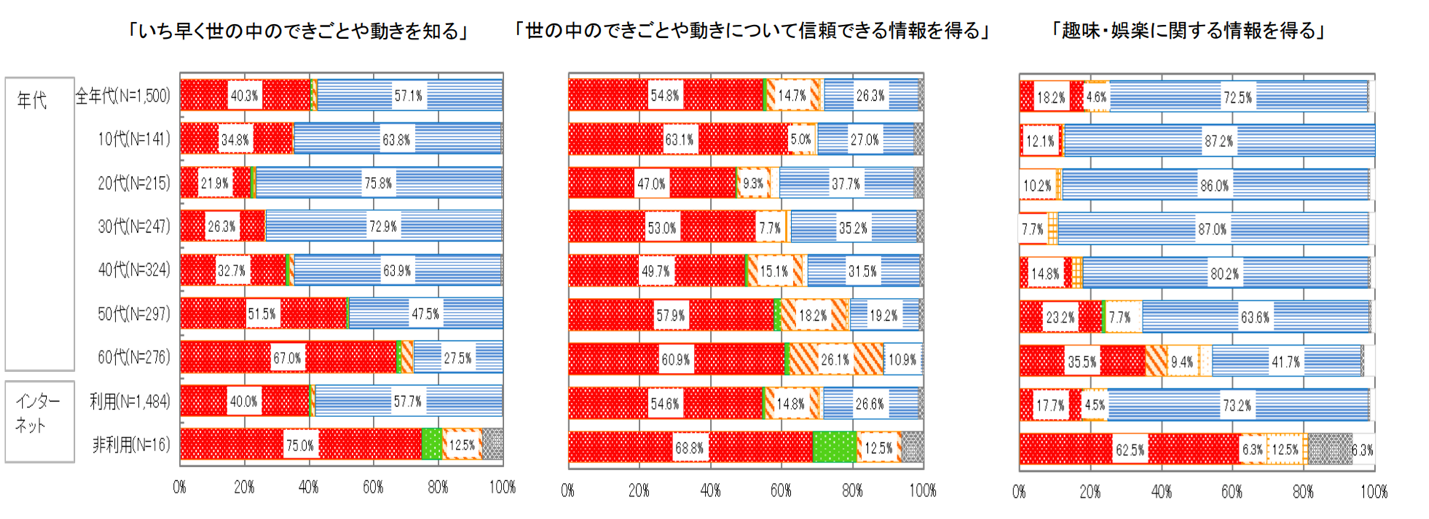 「いち早く世の中のできごとや動きを知る」 「世の中のできごとや動きについて信頼できる情報を得る」 「趣味・娯楽に関する情報を得る」
年代
全年代(N=1,500) 40.3% 57.1% 54.8% 14.7% 26.3% 18.2% 4.6% 72.5%
10代(N=141) 34.8% 63.8% 63.1% 5.0% 27.0% 12.1% 87.2%
20代(N=215) 21.9% 75.8% 47.0% 9.3% 37.7% 10.2% 86.0%
30代(N=247) 26.3% 72.9% 53.0% 7.7% 35.2% 7.7% 87.0%
40代(N=324) 32.7% 63.9% 49.7% 15.1% 31.5% 14.8% 80.2%
50代(N=297) 51.5% 47.5% 57.9% 18.2% 19.2% 23.2% 7.7% 63.6%
60代(N=276) 67.0% 27.5% 60.9% 26.1% 10.9% 35.5% 9.4% 41.7%
インター
ネット
利用(N=1,484) 40.0% 57.7% 54.6% 14.8% 26.6% 17.7% 4.5% 73.2%
非利用(N=16) 75.0% 12.5% 68.8% 12.5% 62.5% 6.3% 12.5% 6.3%
0% 20% 40% 60% 80% 100% 0% 20% 40% 60% 80% 100% 0% 20% 40% 60% 80% 100%